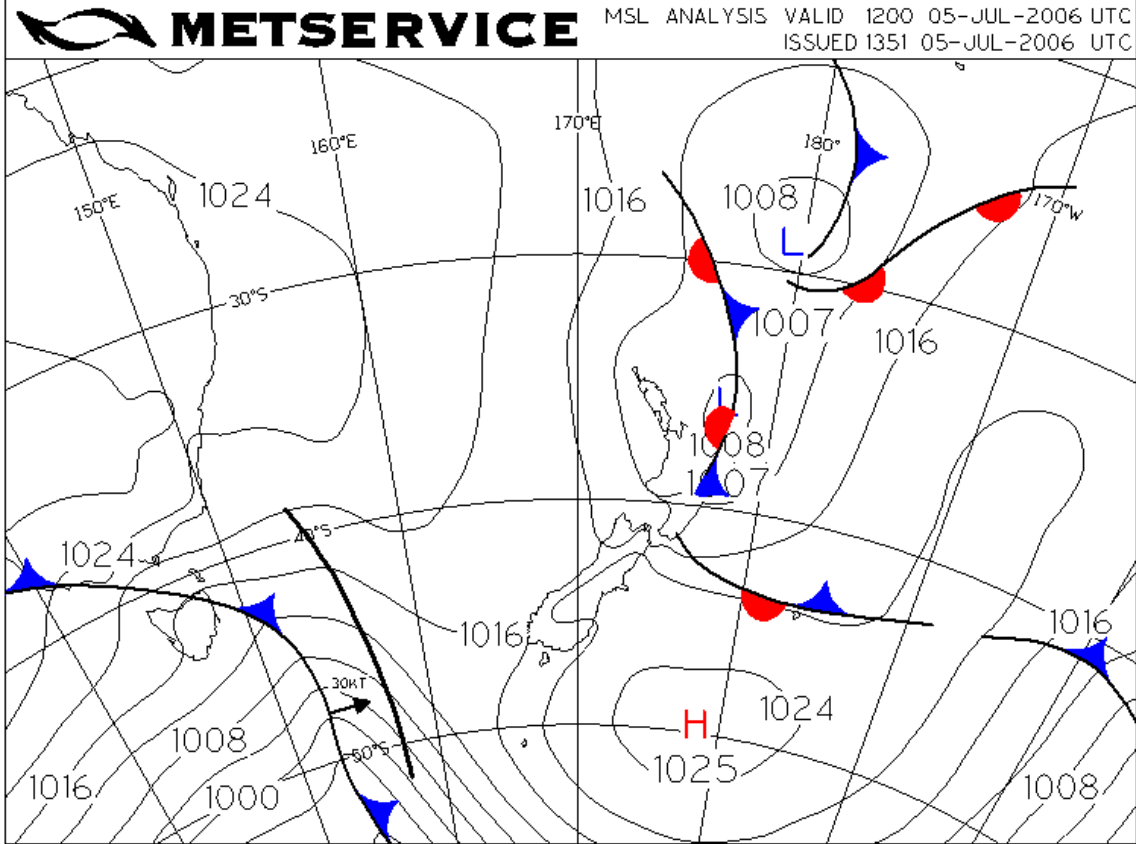 METSERVICE
MSL ANALYSIS VALID 1200 05-JUL-2006 UTC
ISSUED 1351 05-JUL-2006 UTC
170°E
160°E
180°
1024
1016
1008
150°E
170°W
L
30°S
1007
1016
L
1008
1007
40°S
1024
1016
1016
30KT
H
1024
1008
50°S
1025
1016
1000
1008